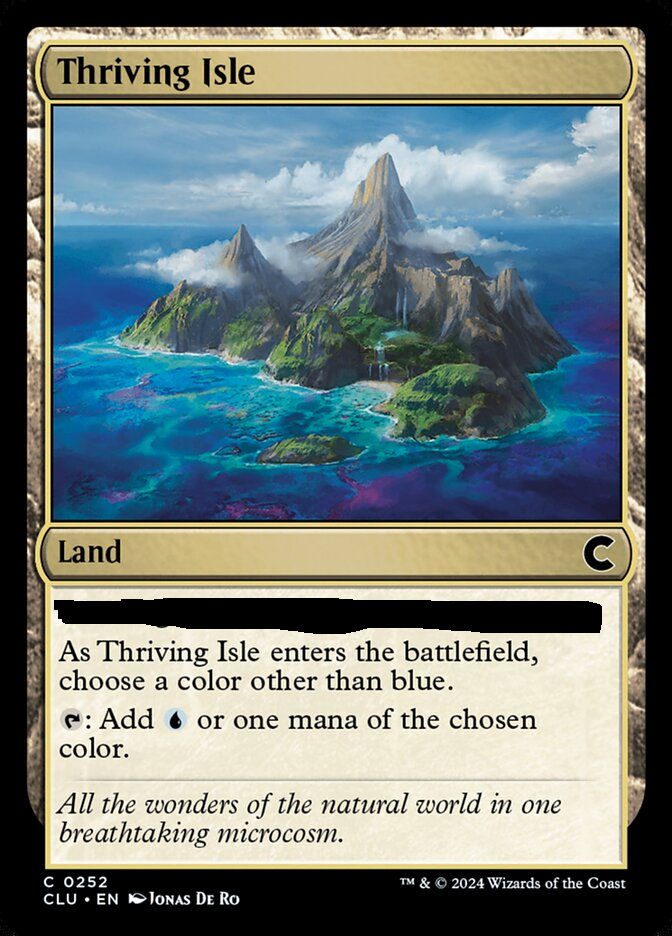 Thriving Isle
Land
As Thriving Isle enters the battlefield,
choose a color other than blue.
: Add or one mana of the chosen
color.
All the wonders of the natural world in one
breathtaking microcosm.
C 0252
™ & © 2024 Wizards of the Coast
CLU • EN Jonas De Ro